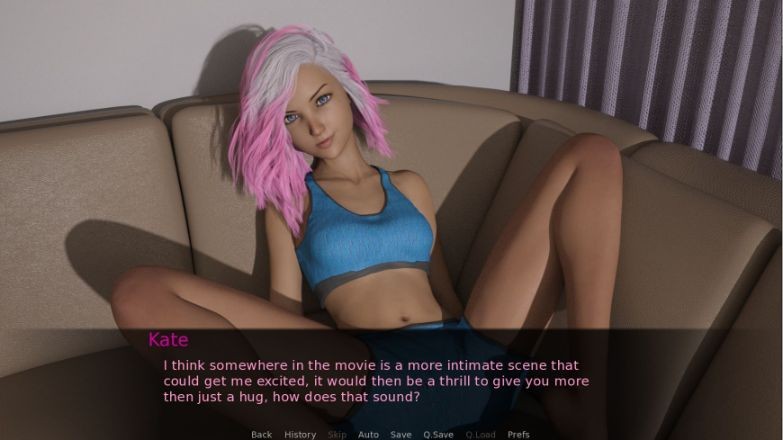 Kate
I think somewhere in the movie is a more intimate scene that
could get me excited, it would then be a thrill to give you more
then just a hug, how does that sound?
Back History Skip Auto Save Q.Save Q.Load Prefs